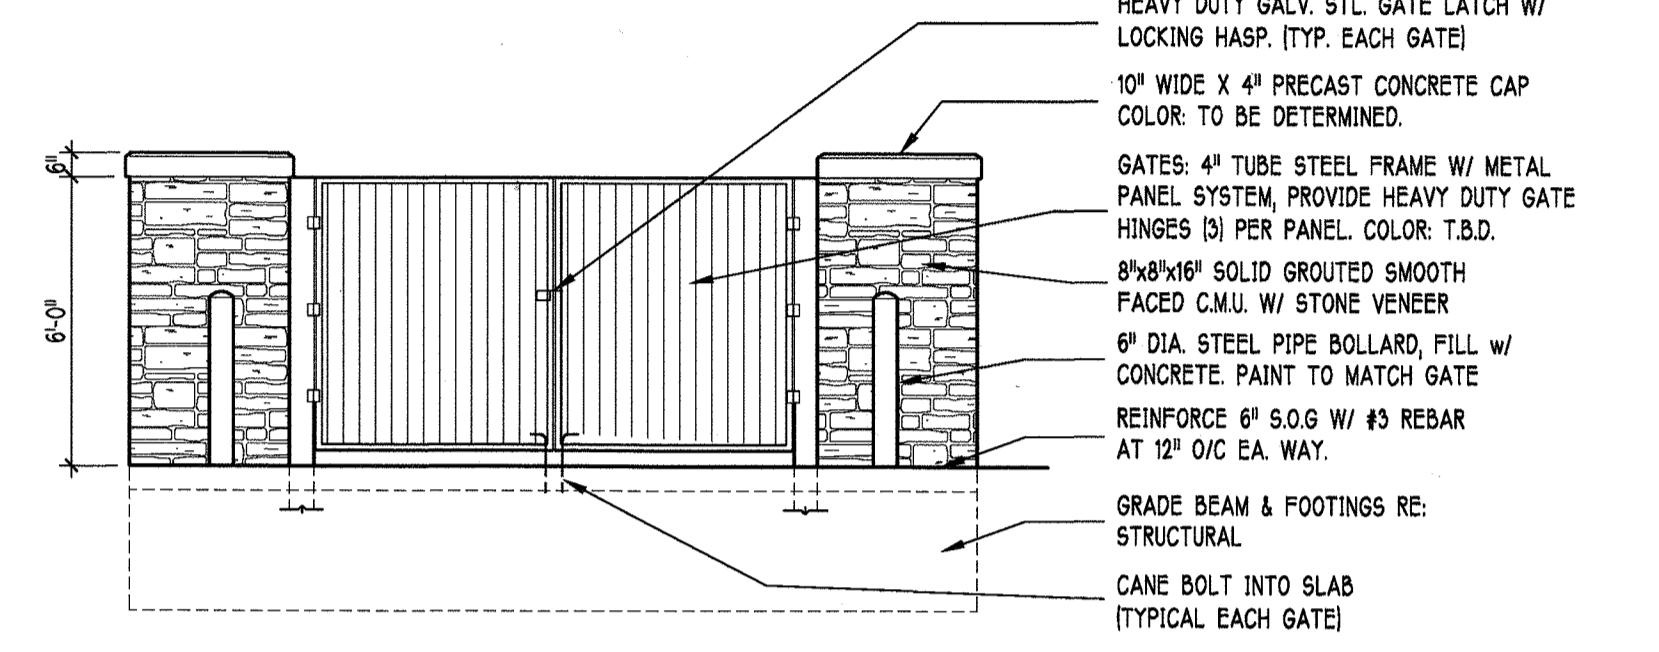 HEAVY DUTY GALV. STL. GATE LATCH W/
LOCKING HASP. (TYP. EACH GATE)
10" WIDE X 4" PRECAST CONCRETE CAP
COLOR: TO BE DETERMINED.
GATES: 4" TUBE STEEL FRAME W/ METAL
PANEL SYSTEM, PROVIDE HEAVY DUTY GATE
HINGES (3) PER PANEL. COLOR: T.B.D.
8"x8"x16" SOLID GROUTED SMOOTH
FACED C.M.U. W/ STONE VENEER
6" DIA. STEEL PIPE BOLLARD, FILL w/
CONCRETE. PAINT TO MATCH GATE
REINFORCE 6" S.O.G W/ #3 REBAR
AT 12" O/C EA. WAY.
GRADE BEAM & FOOTINGS RE:
STRUCTURAL
CANE BOLT INTO SLAB
(TYPICAL EACH GATE)
6"
6'-0"